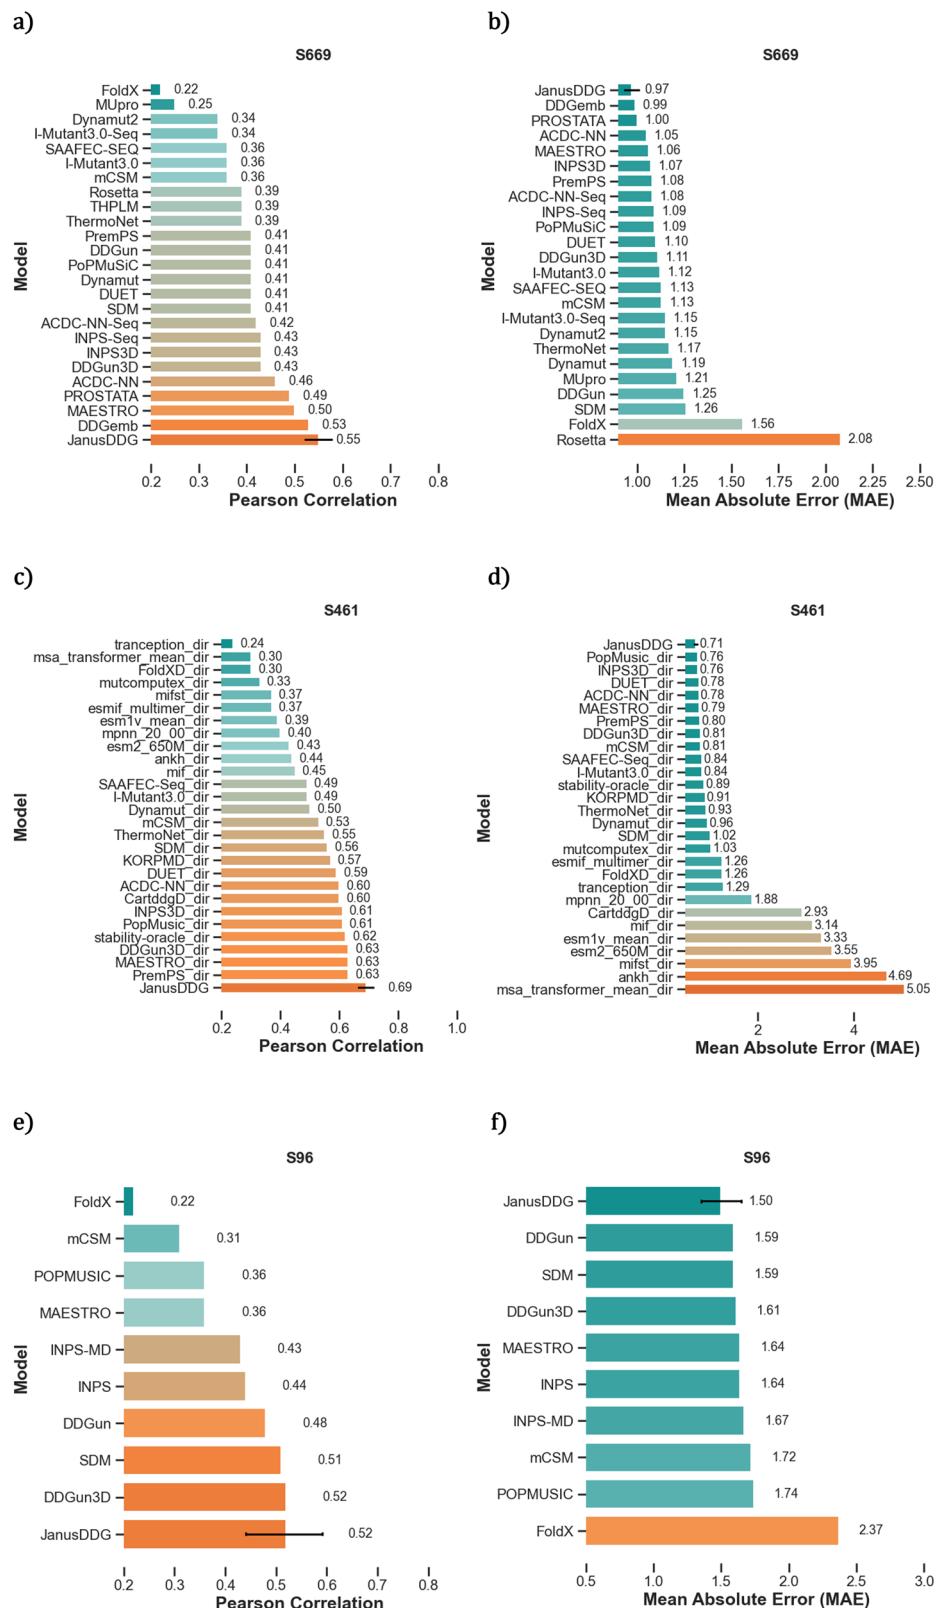 a)
S669
Model
FoldX 0.22
MUpro 0.25
Dynamut2 0.34
I-Mutant3.0-Seq 0.34
SAAFEC-SEQ 0.36
I-Mutant3.0 0.36
mCSM 0.36
Rosetta 0.39
THPLM 0.39
ThermoNet 0.39
PremPS 0.41
DDGun 0.41
PoPMuSiC 0.41
Dynamut 0.41
DUET 0.41
SDM 0.41
ACDC-NN-Seq 0.42
INPS-Seq 0.43
INPS3D 0.43
DDGun3D 0.43
ACDC-NN 0.46
PROSTATA 0.49
MAESTRO 0.50
DDGemb 0.53
JanusDDG 0.55
0.2 0.3 0.4 0.5 0.6 0.7 0.8
Pearson Correlation
b)
S669
Model
JanusDDG 0.97
DDGemb 0.99
PROSTATA 1.00
ACDC-NN 1.05
MAESTRO 1.06
INPS3D 1.07
PremPS 1.08
ACDC-NN-Seq 1.08
INPS-Seq 1.09
PoPMuSiC 1.09
DUET 1.10
DDGun3D 1.11
I-Mutant3.0 1.12
SAAFEC-SEQ 1.13
mCSM 1.13
I-Mutant3.0-Seq 1.15
Dynamut2 1.15
ThermoNet 1.17
Dynamut 1.19
MUpro 1.21
DDGun 1.25
SDM 1.26
FoldX 1.56
Rosetta 2.08
1.00 1.25 1.50 1.75 2.00 2.25 2.50
Mean Absolute Error (MAE)
c)
S461
Model
tranception_dir 0.24
msa_transformer_mean_dir 0.30
FoldXD_dir 0.30
mutcomputex_dir 0.33
mifst_dir 0.37
esmif_multimer_dir 0.37
esm1v_mean_dir 0.39
mpnn_20_00_dir 0.40
esm2_650M_dir 0.43
ankh_dir 0.44
mif_dir 0.45
SAAFEC-Seq_dir 0.49
I-Mutant3.0_dir 0.49
Dynamut_dir 0.50
mCSM_dir 0.53
ThermoNet_dir 0.55
SDM_dir 0.56
KORPMD_dir 0.57
DUET_dir 0.59
ACDC-NN_dir 0.60
CartddgD_dir 0.60
INPS3D_dir 0.61
PopMusic_dir 0.61
stability-oracle_dir 0.62
DDGun3D_dir 0.63
MAESTRO_dir 0.63
PremPS_dir 0.63
JanusDDG 0.69
0.2 0.4 0.6 0.8 1.0
Pearson Correlation
d)
S461
Model
JanusDDG 0.71
PopMusic_dir 0.76
INPS3D_dir 0.76
DUET_dir 0.78
ACDC-NN_dir 0.78
MAESTRO_dir 0.79
PremPS_dir 0.80
DDGun3D_dir 0.81
mCSM_dir 0.81
SAAFEC-Seq_dir 0.84
I-Mutant3.0_dir 0.84
stability-oracle_dir 0.89
KORPMD_dir 0.91
ThermoNet_dir 0.93
Dynamut_dir 0.96
SDM_dir 1.02
mutcomputex_dir 1.03
esmif_multimer_dir 1.26
FoldXD_dir 1.26
tranception_dir 1.29
mpnn_20_00_dir 1.88
CartddgD_dir 2.93
mif_dir 3.14
esm1v_mean_dir 3.33
esm2_650M_dir 3.55
mifst_dir 3.95
ankh_dir 4.69
msa_transformer_mean_dir 5.05
2 4
Mean Absolute Error (MAE)
e)
S96
Model
FoldX 0.22
mCSM 0.31
POPMUSIC 0.36
MAESTRO 0.36
INPS-MD 0.43
INPS 0.44
DDGun 0.48
SDM 0.51
DDGun3D 0.52
JanusDDG 0.52
0.2 0.3 0.4 0.5 0.6 0.7 0.8
Pearson Correlation
f)
S96
Model
JanusDDG 1.50
DDGun 1.59
SDM 1.59
DDGun3D 1.61
MAESTRO 1.64
INPS 1.64
INPS-MD 1.67
mCSM 1.72
POPMUSIC 1.74
FoldX 2.37
0.5 1.0 1.5 2.0 2.5 3.0
Mean Absolute Error (MAE)